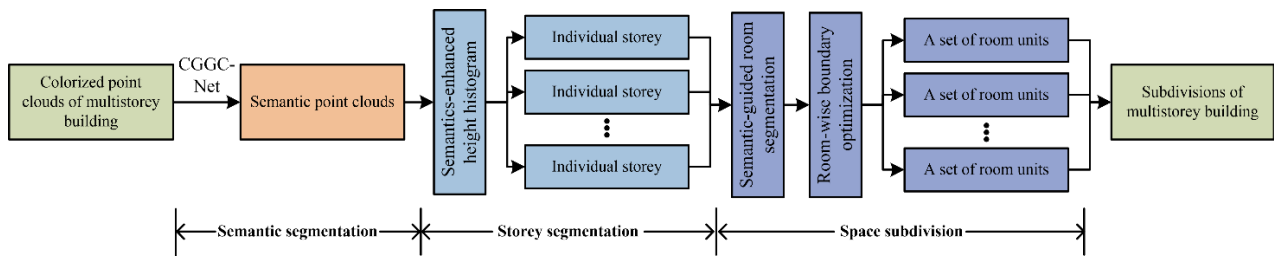 Colorized point
clouds of multistorey
building
CGGC-
Net
Semantic point clouds
Semantics-enhanced
height histogram
Individual storey
Individual storey
Individual storey
Semantic-guided room
segmentation
Room-wise boundary
optimization
A set of room units
A set of room units
A set of room units
Subdivisions of
multistorey building
Semantic segmentation
Storey segmentation
Space subdivision